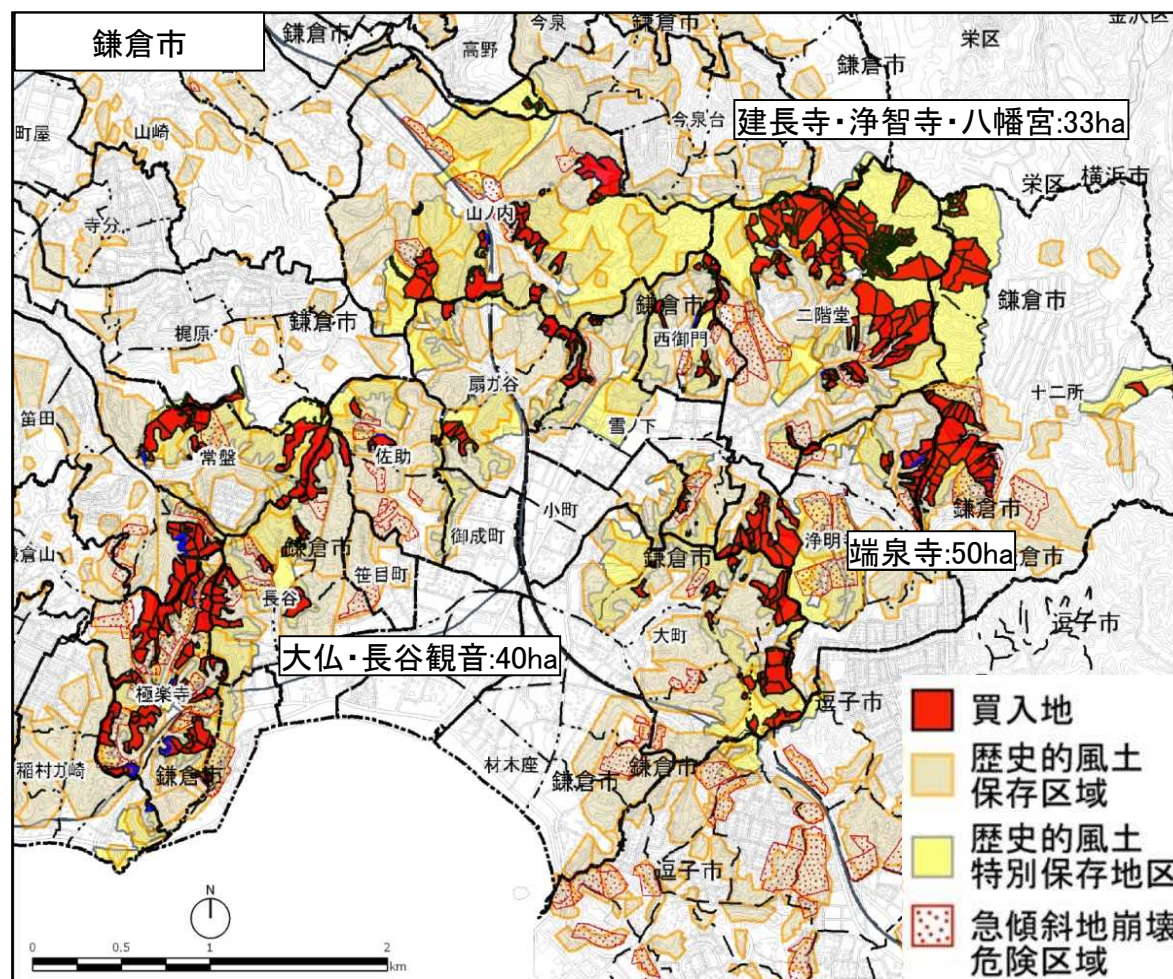 鎌倉市
鎌倉市
高野
今泉
栄区
金沢区
鎌倉市
鎌倉市
町屋
山崎
今泉台
建長寺・浄智寺・八幡宮:33ha
栄区
横浜市
寺分
山ノ内
梶原
鎌倉市
鎌倉市
西御門
二階堂
鎌倉市
扇ガ谷
笛田
十二所
常盤
佐助
雪ノ下
小町
御成町
鎌倉市
鎌倉市
鎌倉市
浄明寺
端泉寺:50ha
倉市
鎌倉山
笹目町
長谷
大町
逗子市
大仏・長谷観音:40ha
極楽寺
逗子市
稲村ガ崎
鎌倉市
材木座
鎌倉市
鎌倉市
逗子市
買入地
歴史的風土
保存区域
歴史的風土
特別保存地区
急傾斜地崩壊
危険区域
N
0 0.5 1 2
km